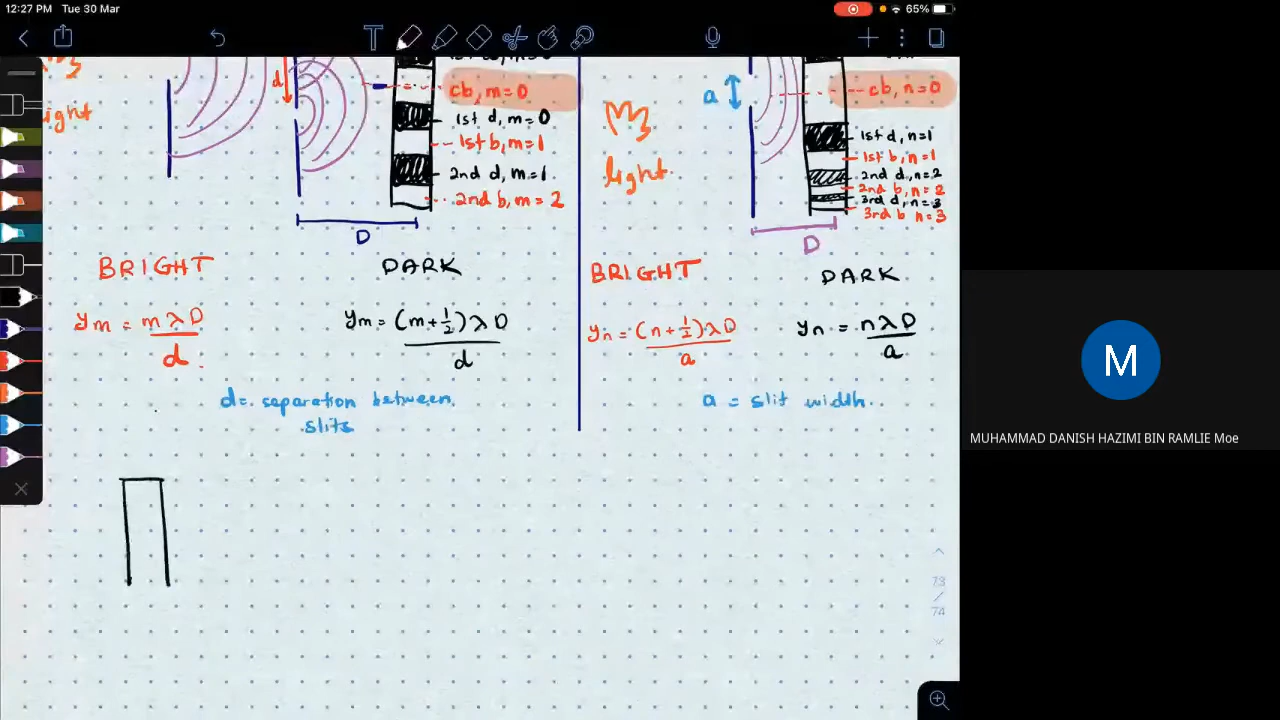 12:27 PM Tue 30 Mar
65%
T
light
d
cb, m=0
1st d, m=0
1st b, m=1
2nd d, m=1
2nd b, m=2
D
BRIGHT
DARK
ym = mλD
d
ym = (m+1/2)λD
d
d = separation between
slits
a
light.
cb, n=0
1st d, n=1
1st b, n=1
2nd d, n=2
2nd b, n=2
3rd d, n=3
3rd b n=3
D
BRIGHT
DARK
yn = (n+1/2)λD
a
yn = nλD
a
a = slit width.
73
/
74
M
MUHAMMAD DANISH HAZIMI BIN RAMLIE Moe